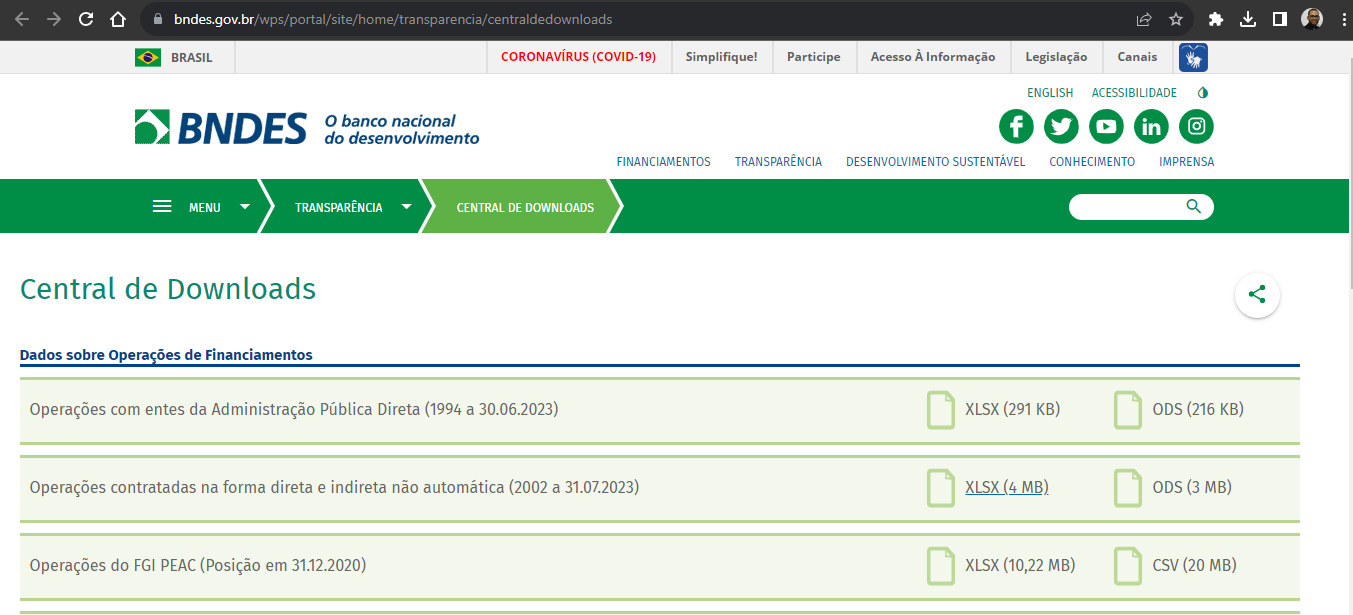 bndes.gov.br/wps/portal/site/home/transparencia/centraldedownloads
BRASIL
CORONAVÍRUS (COVID-19)
Simplifique!
Participe
Acesso À Informação
Legislação
Canais
ENGLISH
ACESSIBILIDADE
BNDES
O banco nacional
do desenvolvimento
FINANCIAMENTOS
TRANSPARÊNCIA
DESENVOLVIMENTO SUSTENTÁVEL
CONHECIMENTO
IMPRENSA
MENU
TRANSPARÊNCIA
CENTRAL DE DOWNLOADS
Central de Downloads
Dados sobre Operações de Financiamentos
Operações com entes da Administração Pública Direta (1994 a 30.06.2023)
XLSX (291 KB)
ODS (216 KB)
Operações contratadas na forma direta e indireta não automática (2002 a 31.07.2023)
XLSX (4 MB)
ODS (3 MB)
Operações do FGI PEAC (Posição em 31.12.2020)
XLSX (10,22 MB)
CSV (20 MB)